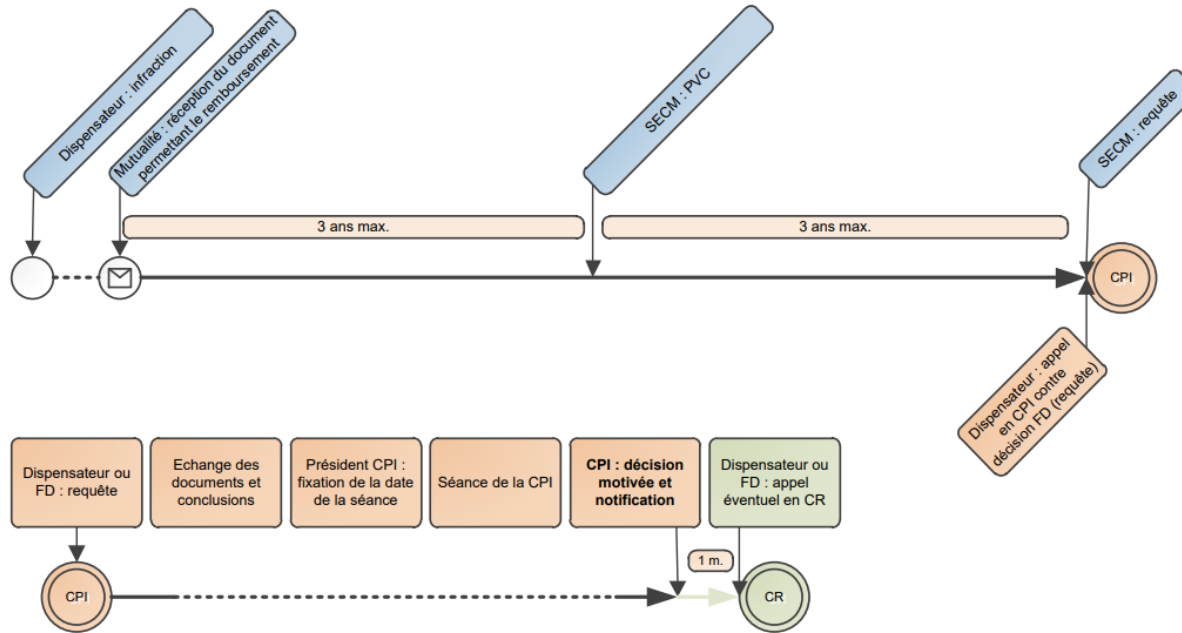 Dispensateur : infraction
Mutualité : réception du document
permettant le remboursement
SECM : PVC
SECM : requête
3 ans max.
3 ans max.
CPI
Dispensateur : appel
en CPI contre
décision FD (requête)
Dispensateur ou
FD : requête
Echange des
documents et
conclusions
Président CPI :
fixation de la date
de la séance
Séance de la CPI
CPI : décision
motivée et
notification
Dispensateur ou
FD : appel
éventuel en CR
1 m.
CPI
CR